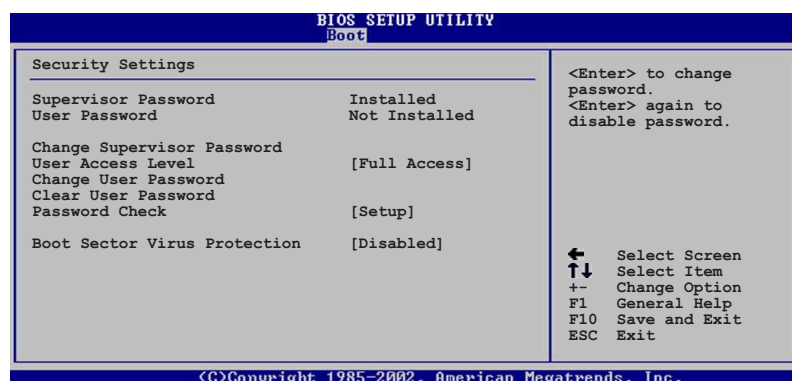 BIOS SETUP UTILITY
Boot
Security Settings
Supervisor Password Installed
User Password Not Installed
Change Supervisor Password
User Access Level [Full Access]
Change User Password
Clear User Password
Password Check [Setup]
Boot Sector Virus Protection [Disabled]
<Enter> to change
password.
<Enter> again to
disable password.
← Select Screen
↑↓ Select Item
+- Change Option
F1 General Help
F10 Save and Exit
ESC Exit
(C)Copyright 1985-2002, American Megatrends, Inc.